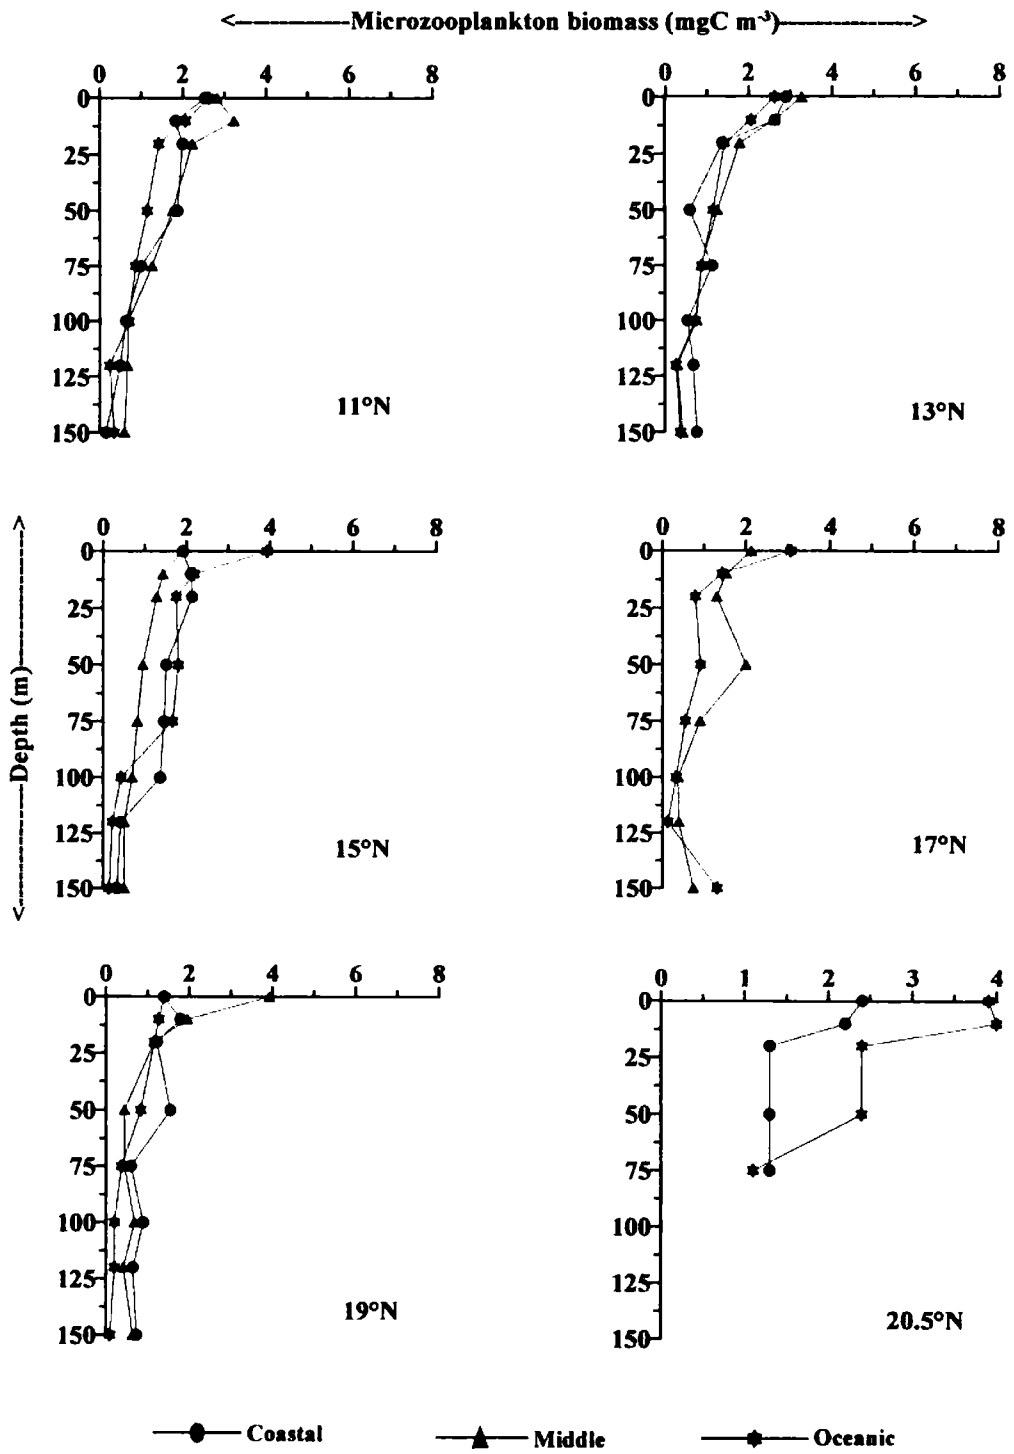 <-------Microzooplankton biomass (mgC m⁻³)------->
0 2 4 6 8
0
25
50
75
100
125
150
11°N
0 2 4 6 8
0
25
50
75
100
125
150
13°N
<-------Depth (m)------->
0 2 4 6 8
0
25
50
75
100
125
150
15°N
0 2 4 6 8
0
25
50
75
100
125
150
17°N
0 2 4 6 8
0
25
50
75
100
125
150
19°N
0 1 2 3 4
0
25
50
75
100
125
150
20.5°N
Coastal Middle Oceanic